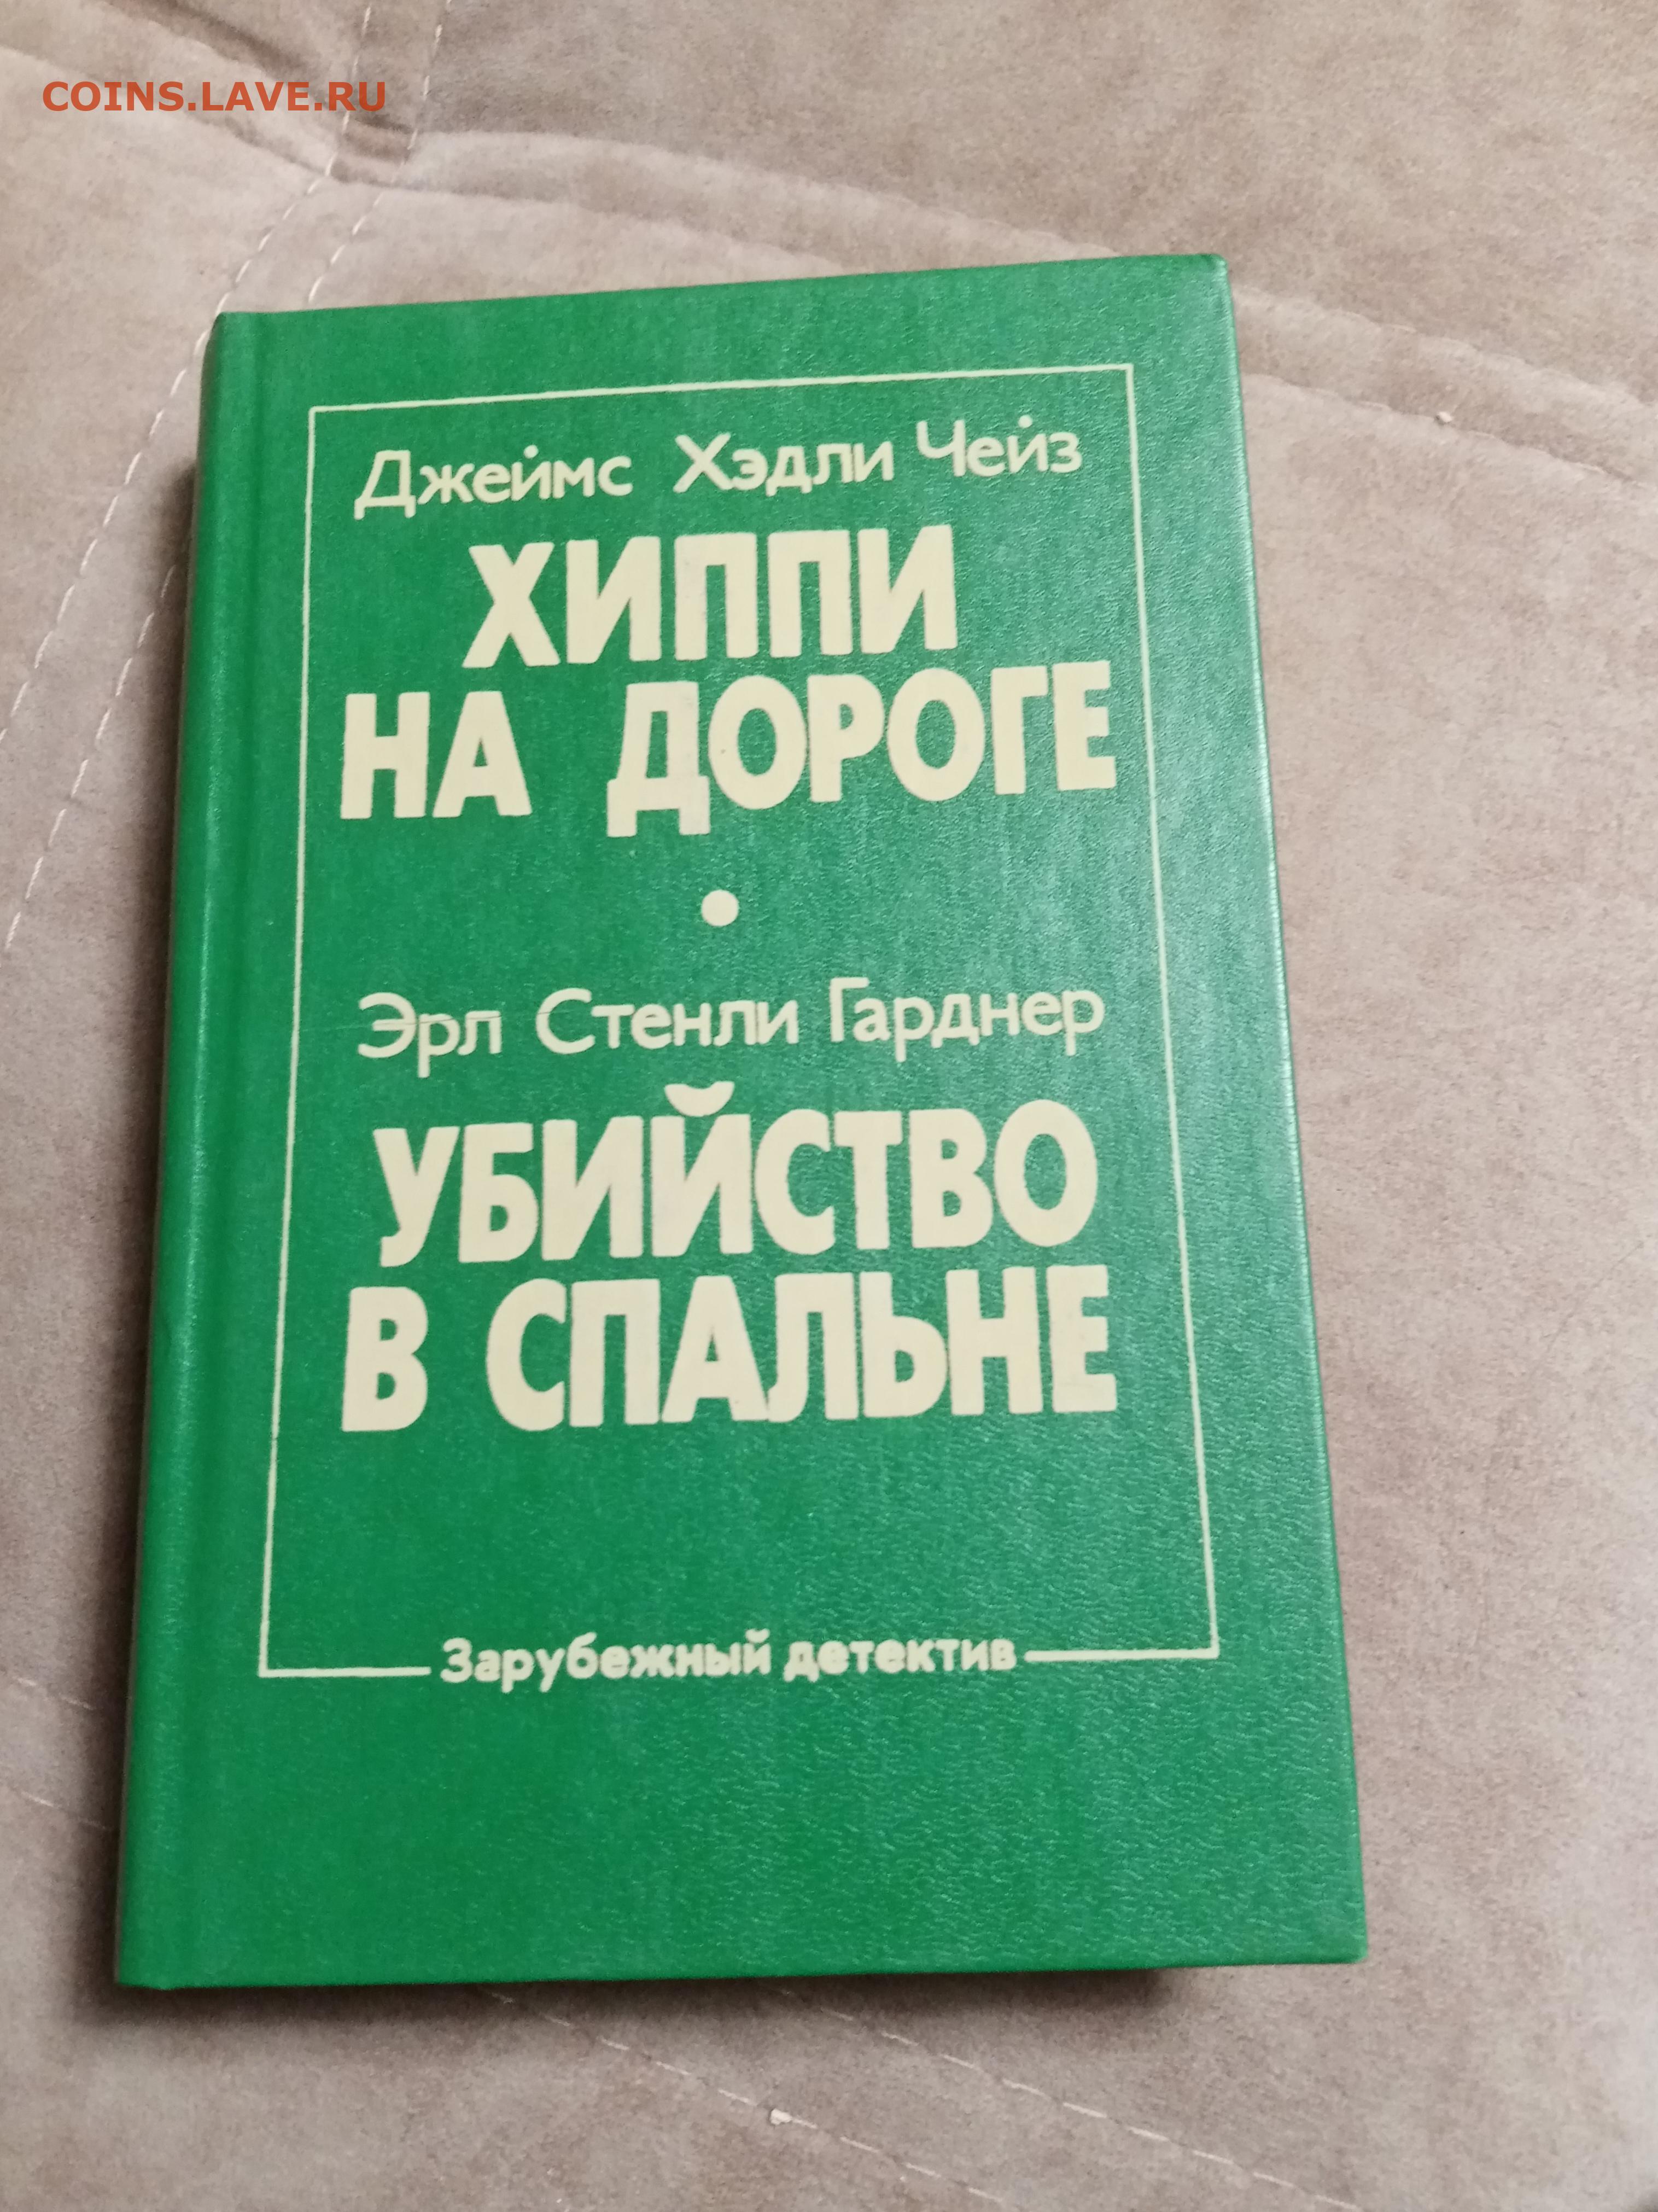 COINS.LAVE.RU
Джеймс Хэдли Чейз
ХИППИ
НА ДОРОГЕ
•
Эрл Стенли Гарднер
УБИЙСТВО
В СПАЛЬНЕ
Зарубежный детектив